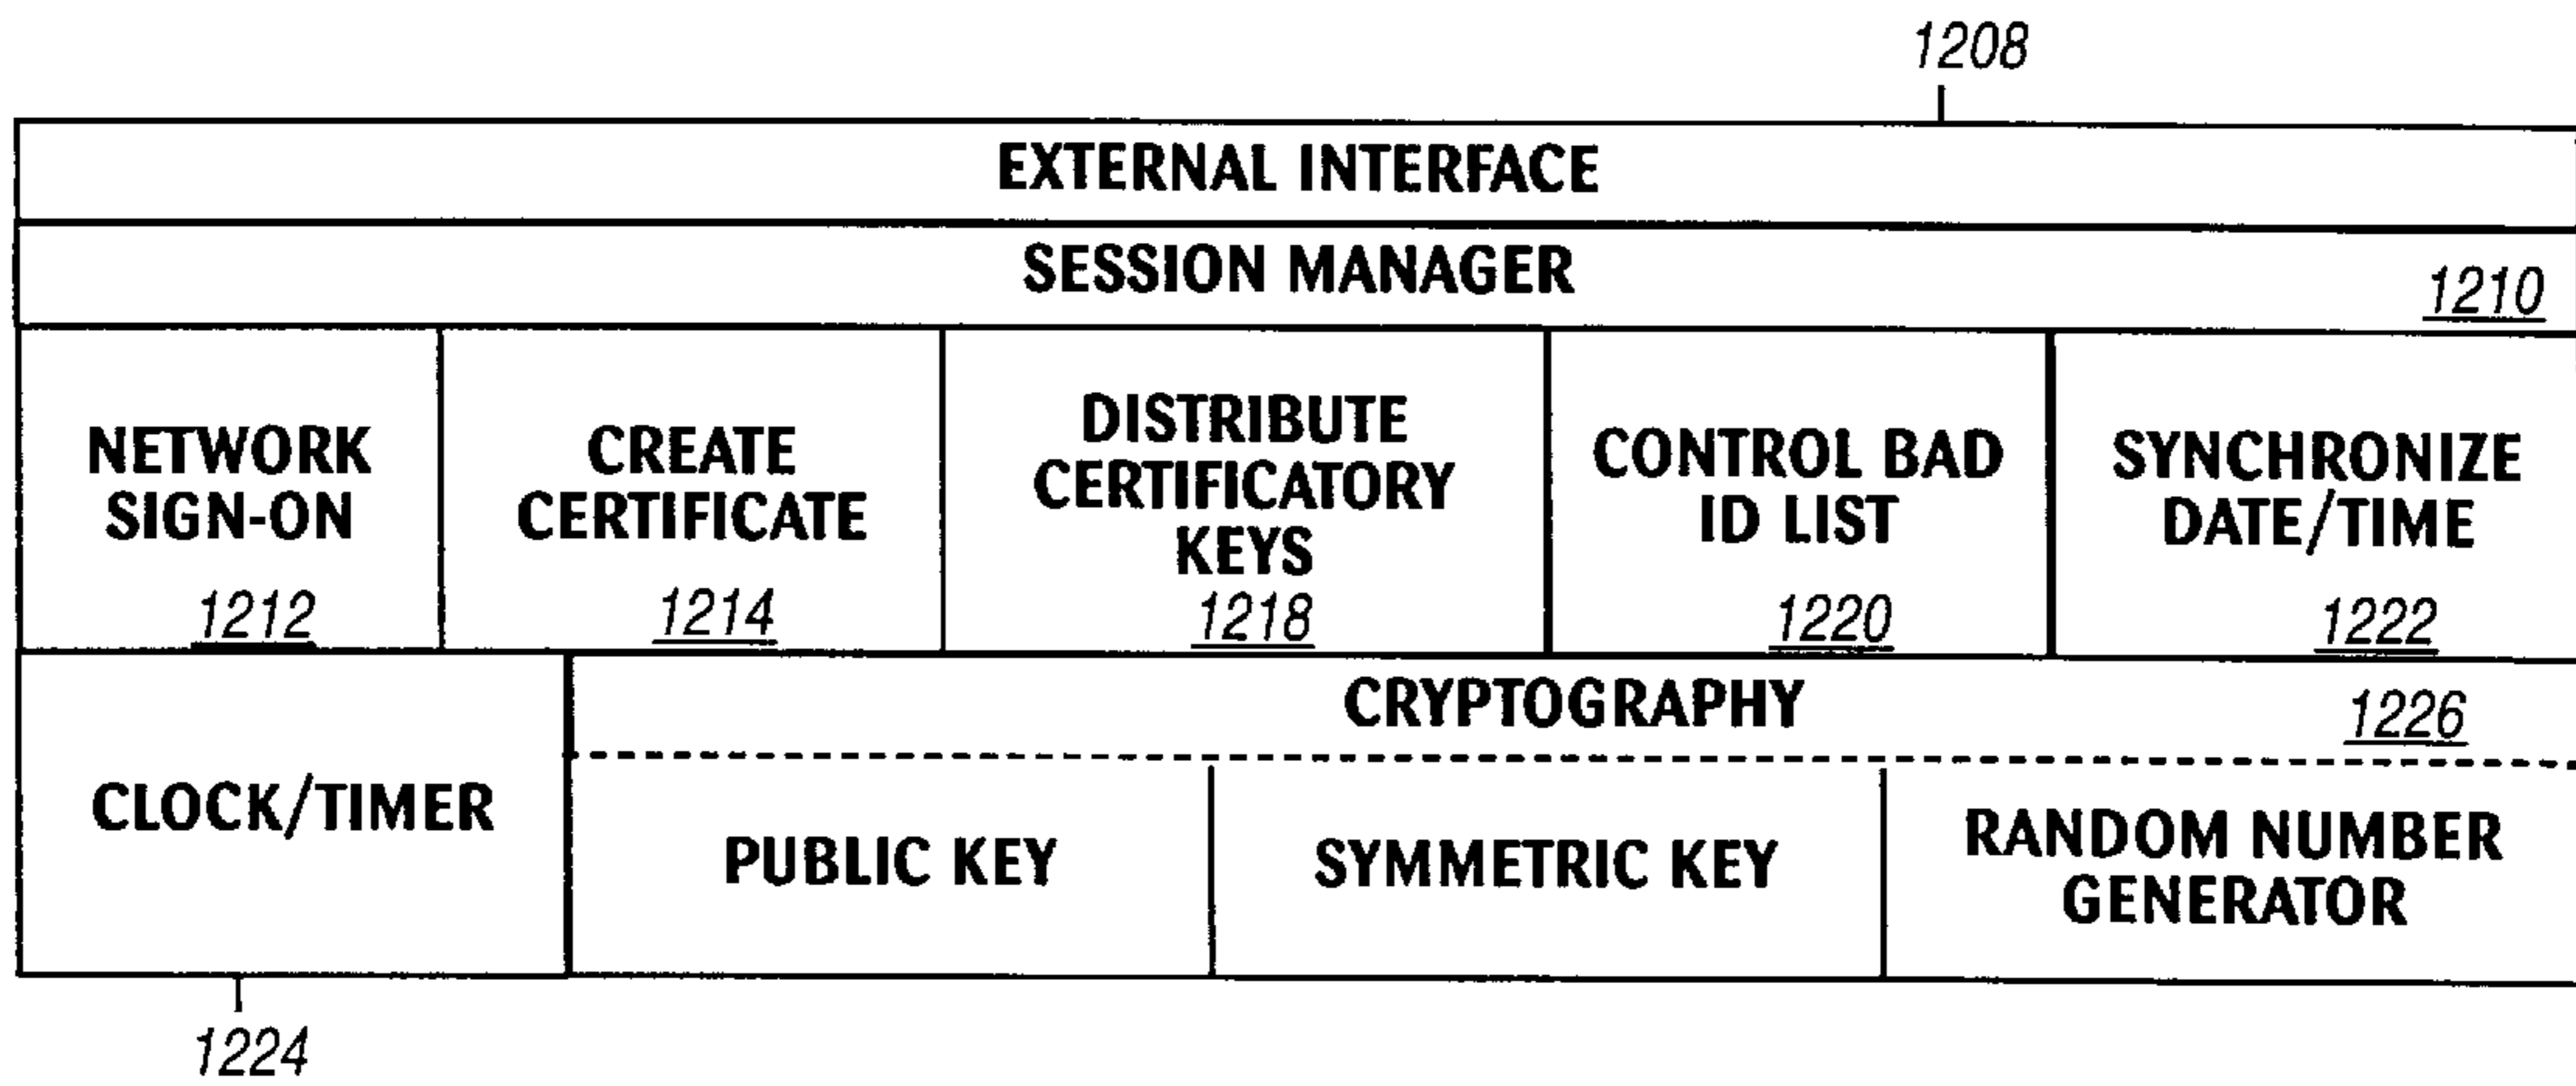 1208
EXTERNAL INTERFACE
SESSION MANAGER
1210
NETWORK
SIGN-ON
1212
CREATE
CERTIFICATE
1214
DISTRIBUTE
CERTIFICATORY
KEYS
1218
CONTROL BAD
ID LIST
1220
SYNCHRONIZE
DATE/TIME
1222
CLOCK/TIMER
1224
CRYPTOGRAPHY
1226
PUBLIC KEY
SYMMETRIC KEY
RANDOM NUMBER
GENERATOR